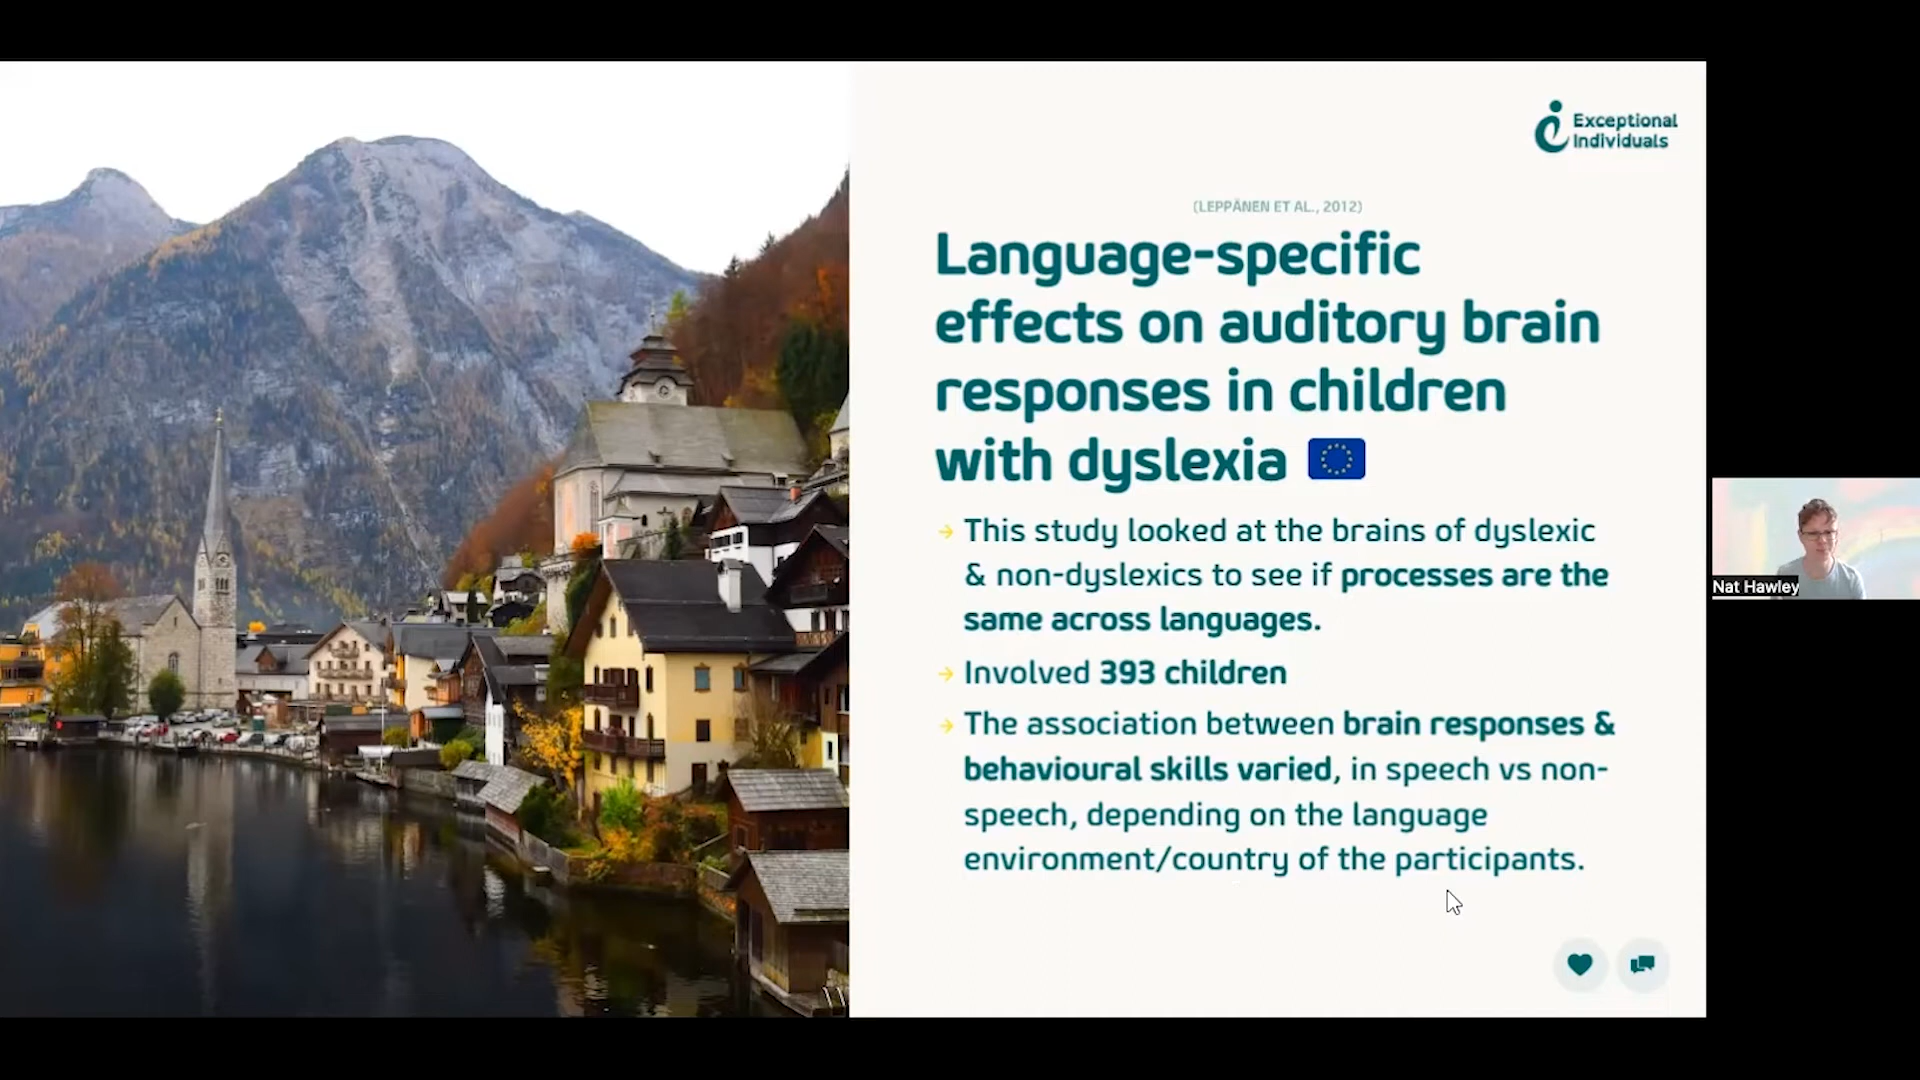 Exceptional
Individuals
(LEPPÄNEN ET AL., 2012)
Language-specific
effects on auditory brain
responses in children
with dyslexia
This study looked at the brains of dyslexic
& non-dyslexics to see if processes are the
same across languages.
Involved 393 children
The association between brain responses &
behavioural skills varied, in speech vs non-
speech, depending on the language
environment/country of the participants.
Nat Hawley